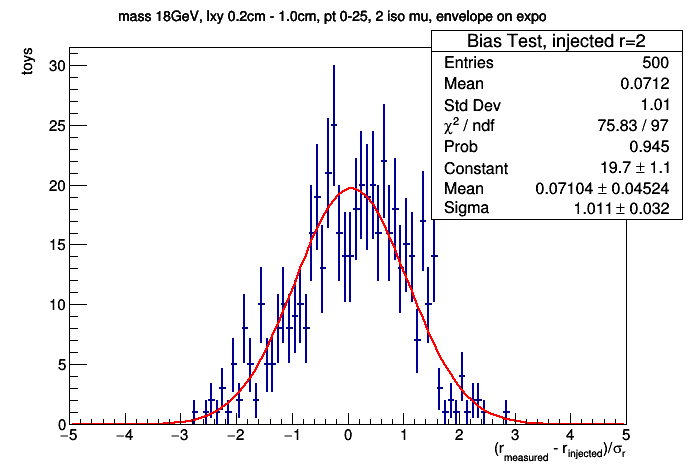 mass 18GeV, lxy 0.2cm - 1.0cm, pt 0-25, 2 iso mu, envelope on expo
Bias Test, injected r=2
Entries 500
Mean 0.0712
Std Dev 1.01
χ² / ndf 75.83 / 97
Prob 0.945
Constant 19.7 ± 1.1
Mean 0.07104 ± 0.04524
Sigma 1.011 ± 0.032
toys
30
25
20
15
10
5
0
−5 −4 −3 −2 −1 0 1 2 3 4 5
(r_measured - r_injected)/σ_r